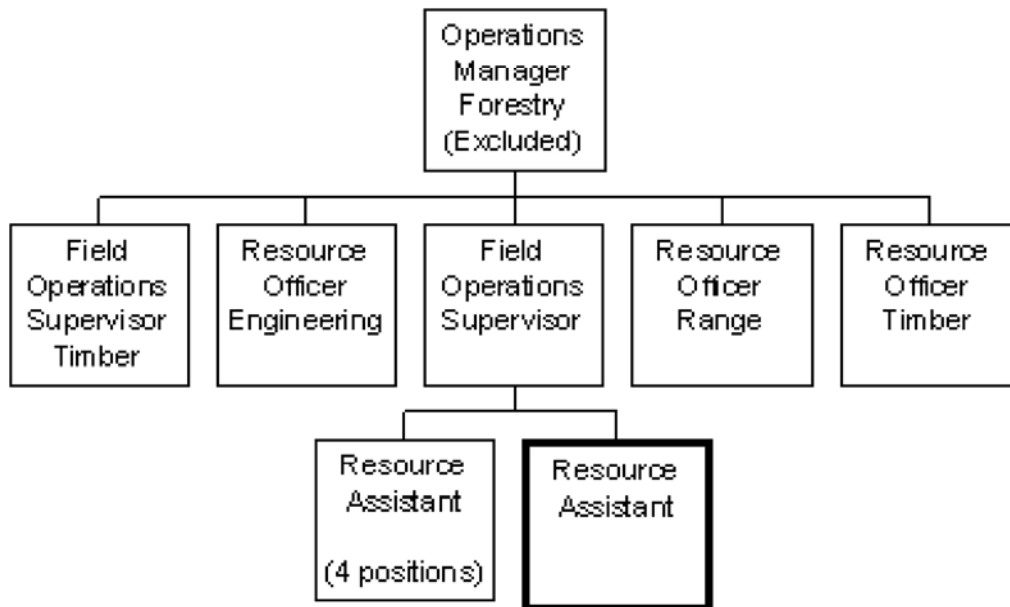 Operations
Manager
Forestry
(Excluded)
Field
Operations
Supervisor
Timber
Resource
Officer
Engineering
Field
Operations
Supervisor
Resource
Officer
Range
Resource
Officer
Timber
Resource
Assistant
(4 positions)
Resource
Assistant